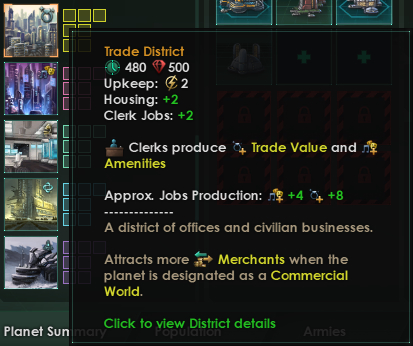 Trade District
480 500
Upkeep: 2
Housing: +2
Clerk Jobs: +2
Clerks produce Trade Value and
Amenities
Approx. Jobs Production: +4 +8
--------------
A district of offices and civilian businesses.
Attracts more Merchants when the
planet is designated as a Commercial
World.
Click to view District details
Planet Summary Population Armies